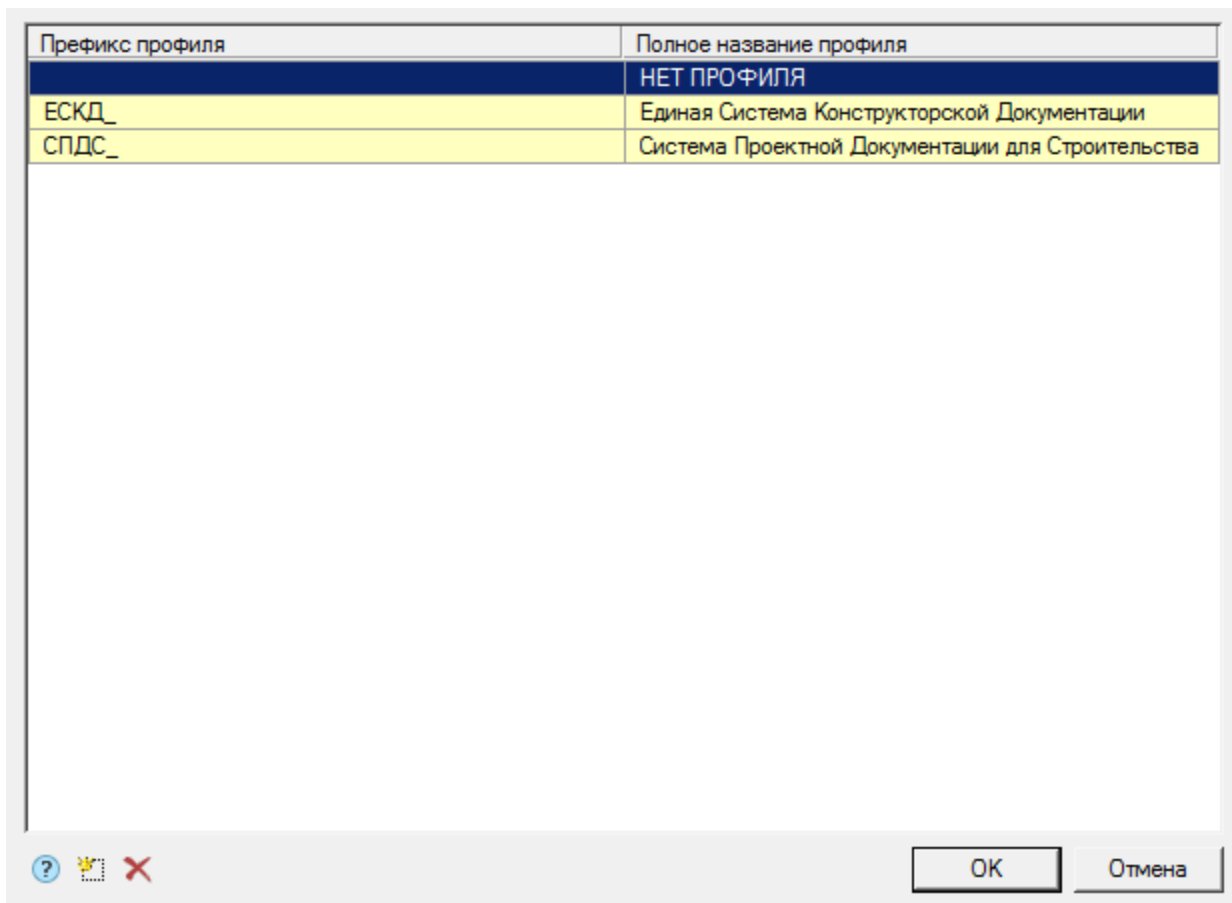 Префикс профиля Полное название профиля
НЕТ ПРОФИЛЯ
ЕСКД_ Единая Система Конструкторской Документации
СПДС_ Система Проектной Документации для Строительства
? OK Отмена